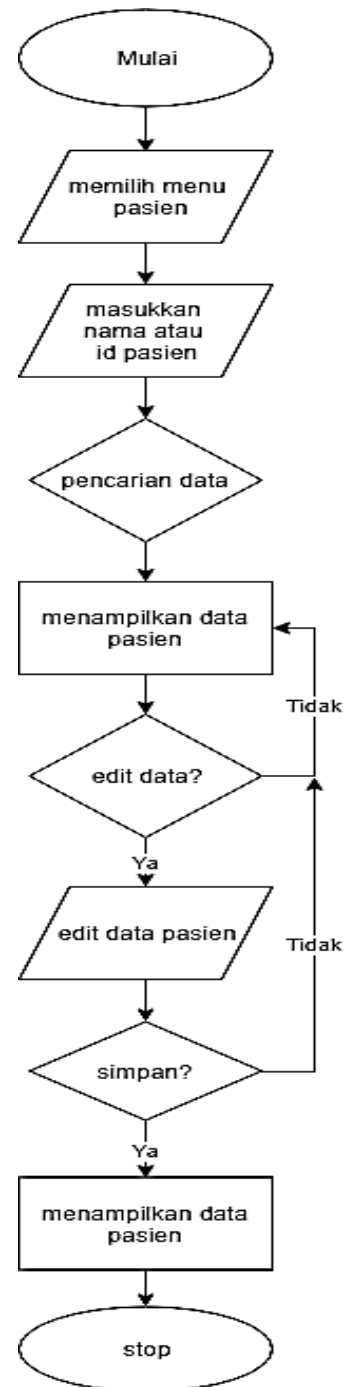 Mulai
memilih menu
pasien
masukkan
nama atau
id pasien
pencarian data
menampilkan data
pasien
Tidak
edit data?
Ya
edit data pasien
Tidak
simpan?
Ya
menampilkan data
pasien
stop